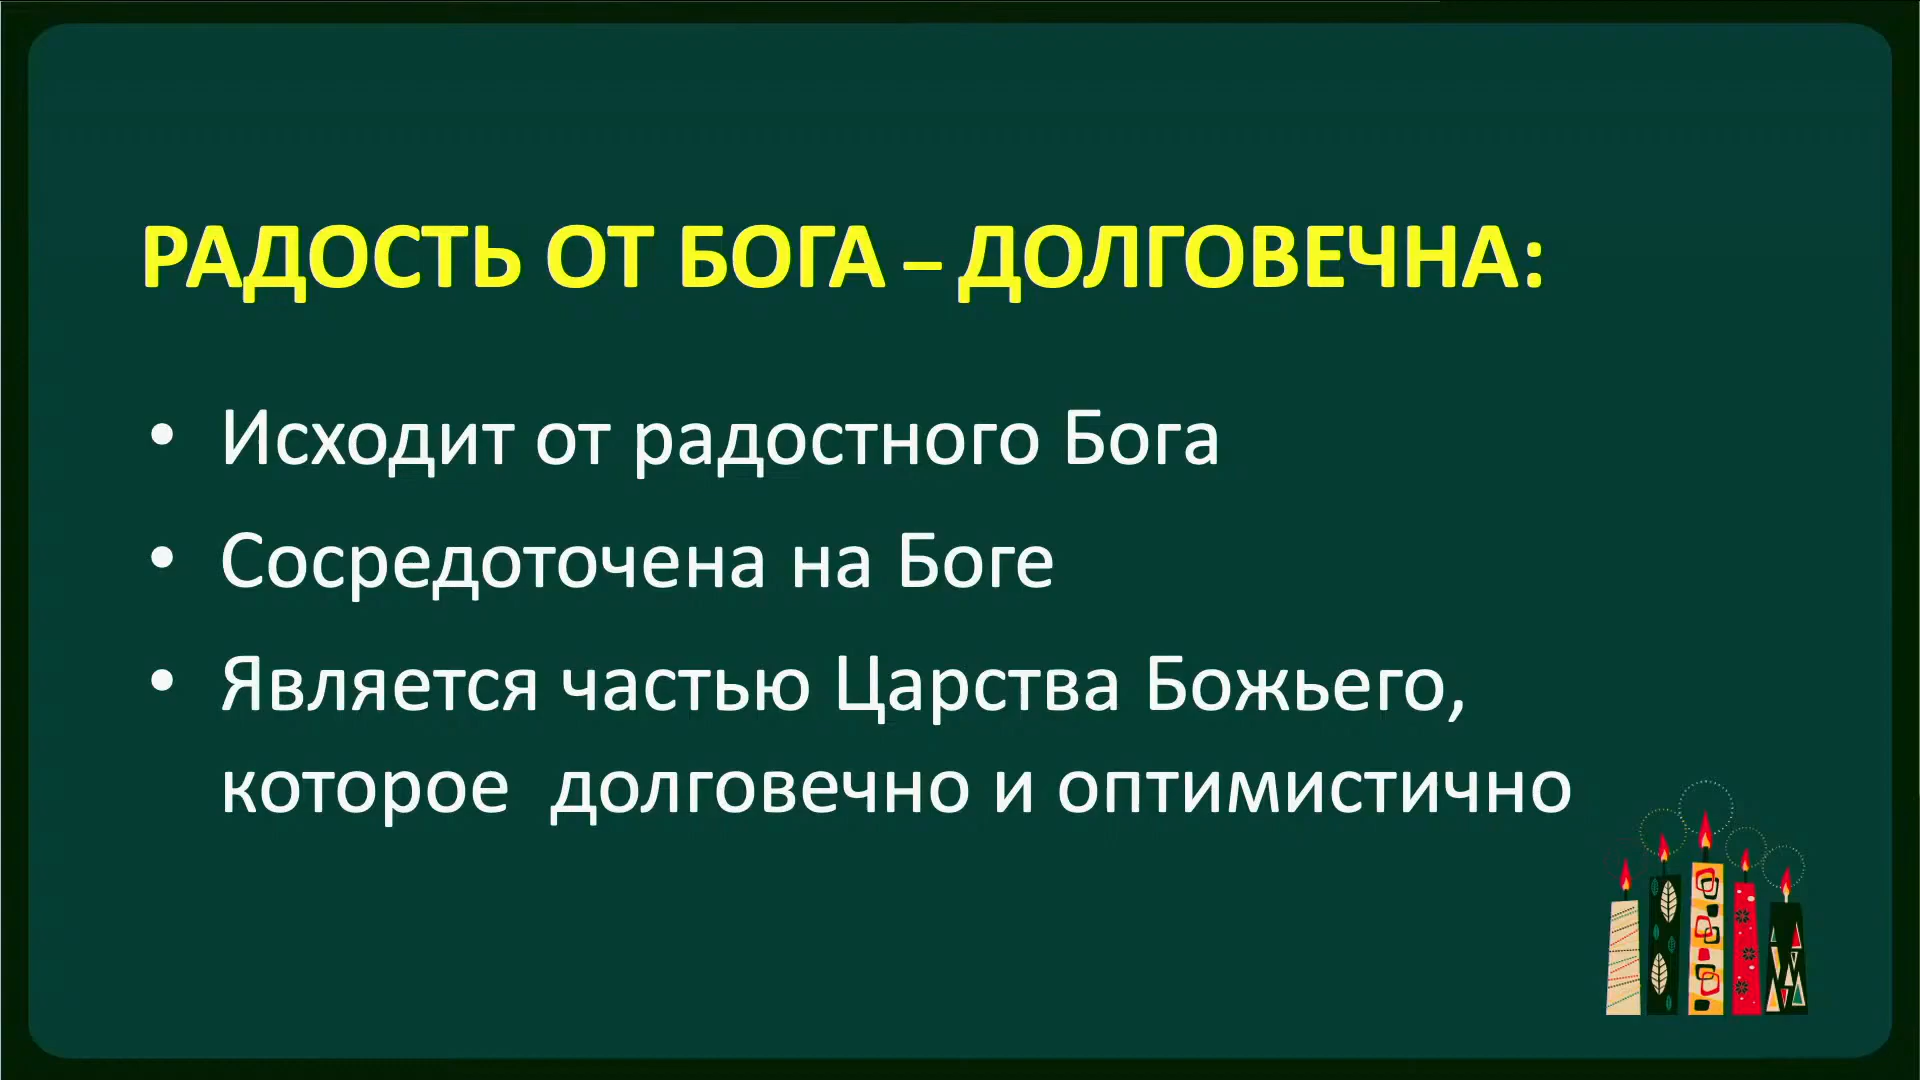 РАДОСТЬ ОТ БОГА – ДОЛГОВЕЧНА:
• Исходит от радостного Бога
• Сосредоточена на Боге
• Является частью Царства Божьего,
которое  долговечно и оптимистично